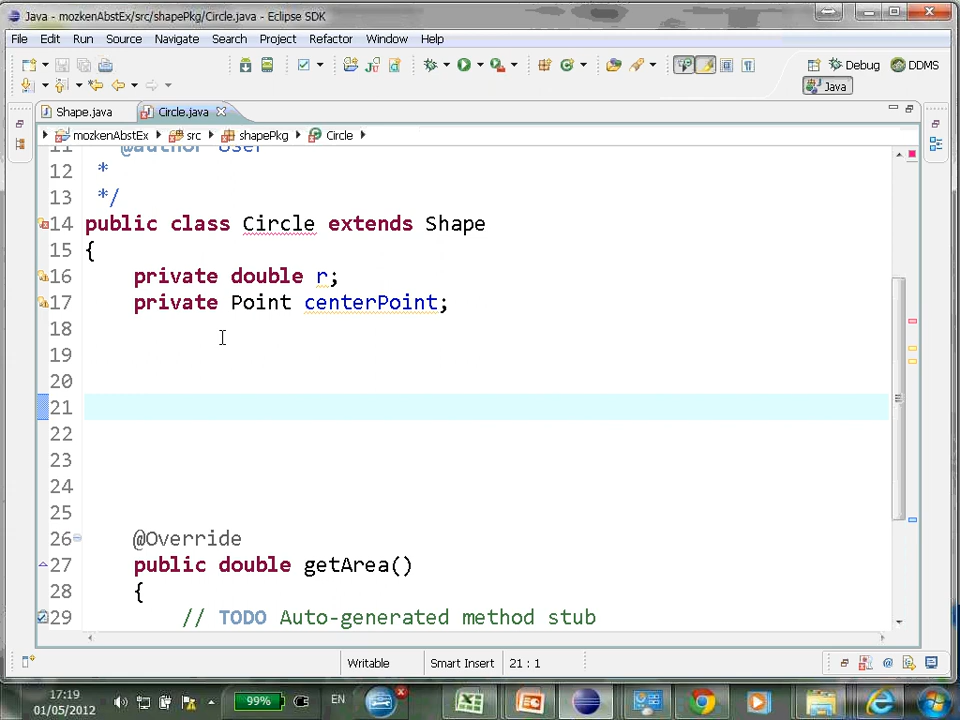 Java - mozkenAbstEx/src/shapePkg/Circle.java - Eclipse SDK
File Edit Run Source Navigate Search Project Refactor Window Help
Debug DDMS
Java
Shape.java Circle.java
mozkenAbstEx src shapePkg Circle
11 @author User
12 *
13 */
14 public class Circle extends Shape
15 {
16 private double r;
17 private Point centerPoint;
18
19
20
21
22
23
24
25
26 @Override
27 public double getArea()
28 {
29 // TODO Auto-generated method stub
Writable Smart Insert 21 : 1
17:19
01/05/2012
99% EN